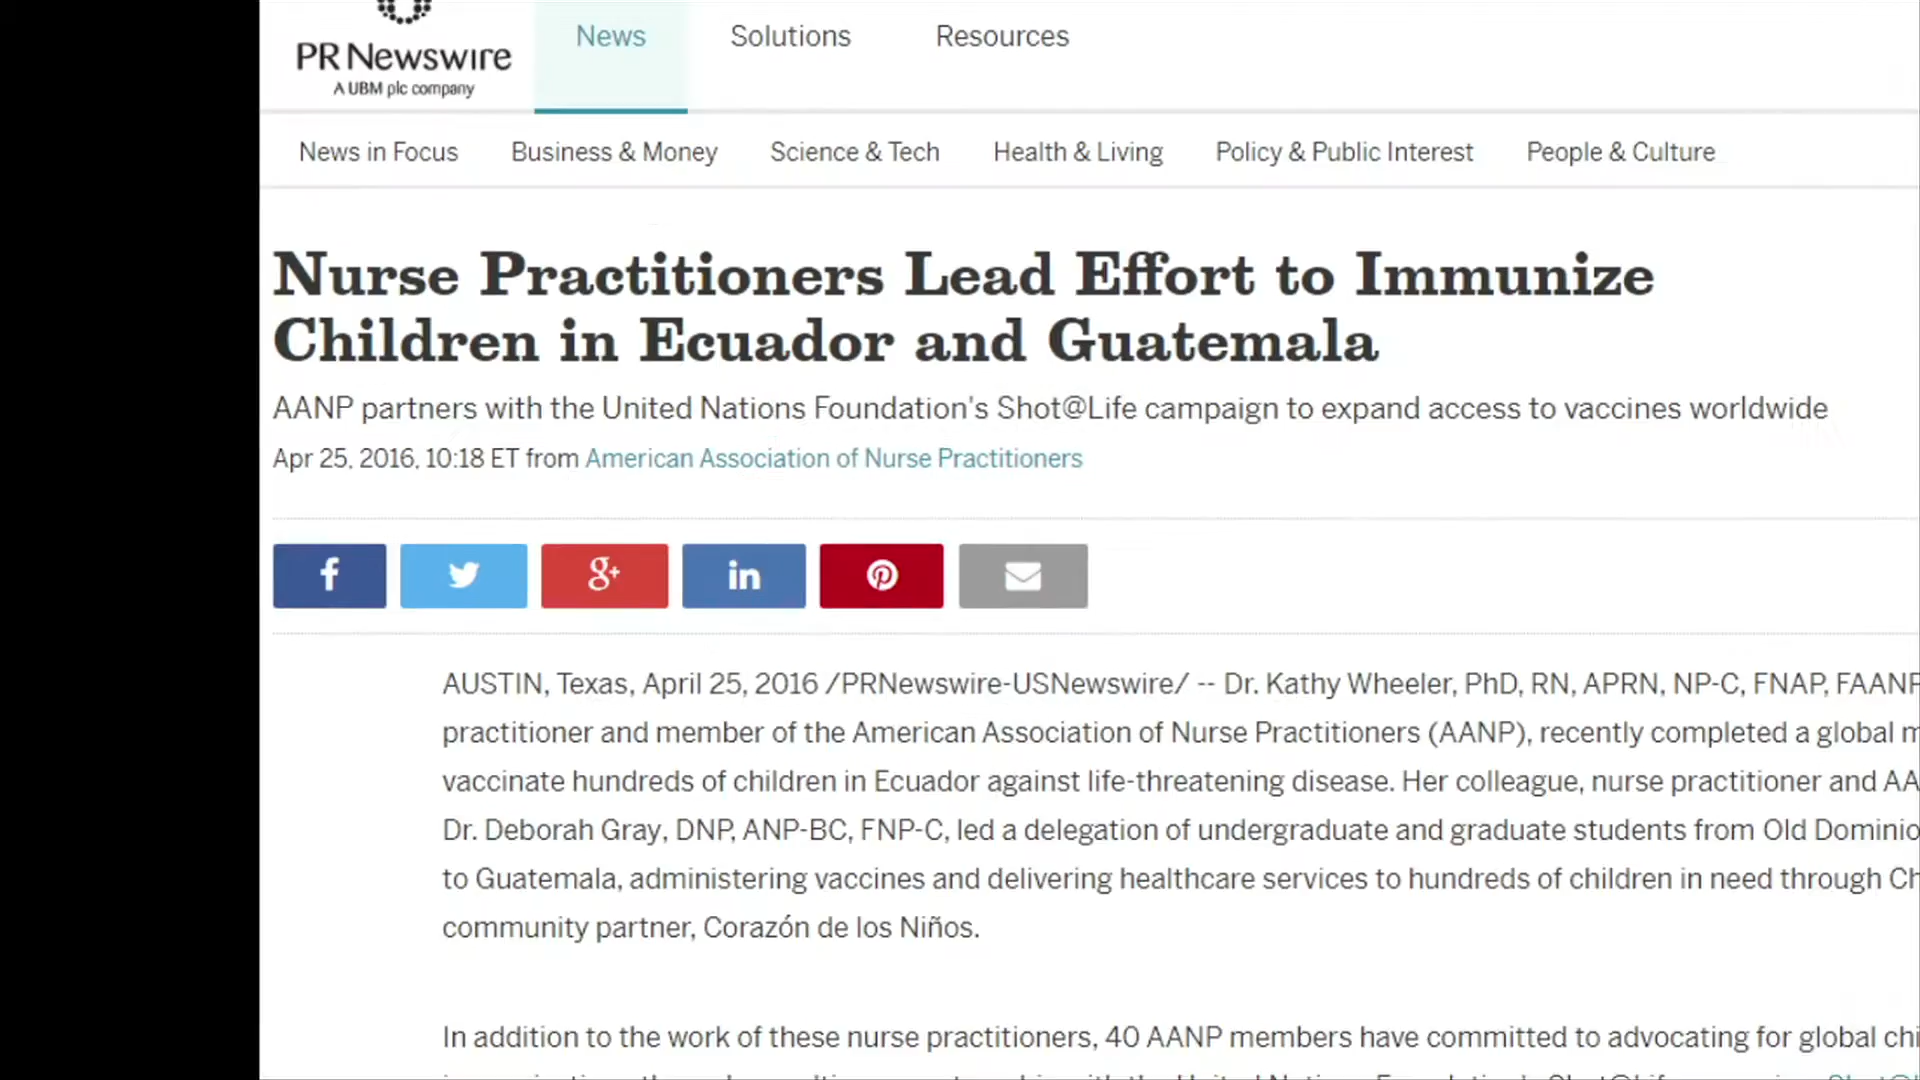 PR Newswire
A UBM plc company
News
Solutions
Resources
News in Focus
Business & Money
Science & Tech
Health & Living
Policy & Public Interest
People & Culture
Nurse Practitioners Lead Effort to Immunize
Children in Ecuador and Guatemala
AANP partners with the United Nations Foundation's Shot@Life campaign to expand access to vaccines worldwide
Apr 25, 2016, 10:18 ET from American Association of Nurse Practitioners
AUSTIN, Texas, April 25, 2016 /PRNewswire-USNewswire/ -- Dr. Kathy Wheeler, PhD, RN, APRN, NP-C, FNAP, FAANP
practitioner and member of the American Association of Nurse Practitioners (AANP), recently completed a global
vaccinate hundreds of children in Ecuador against life-threatening disease. Her colleague, nurse practitioner and
Dr. Deborah Gray, DNP, ANP-BC, FNP-C, led a delegation of undergraduate and graduate students from Old
to Guatemala, administering vaccines and delivering healthcare services to hundreds of children in need through
community partner, Corazón de los Niños.
In addition to the work of these nurse practitioners, 40 AANP members have committed to advocating for global